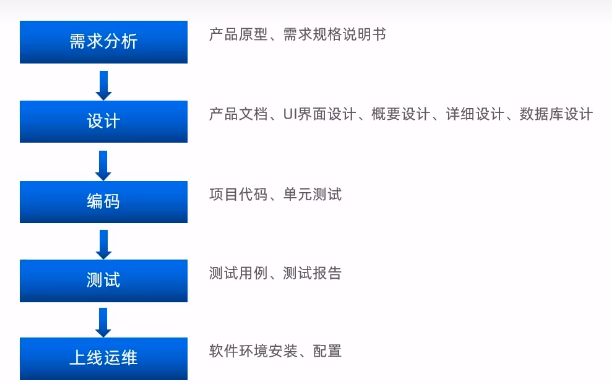 需求分析
产品原型、需求规格说明书
设计
产品文档、UI界面设计、概要设计、详细设计、数据库设计
编码
项目代码、单元测试
测试
测试用例、测试报告
上线运维
软件环境安装、配置